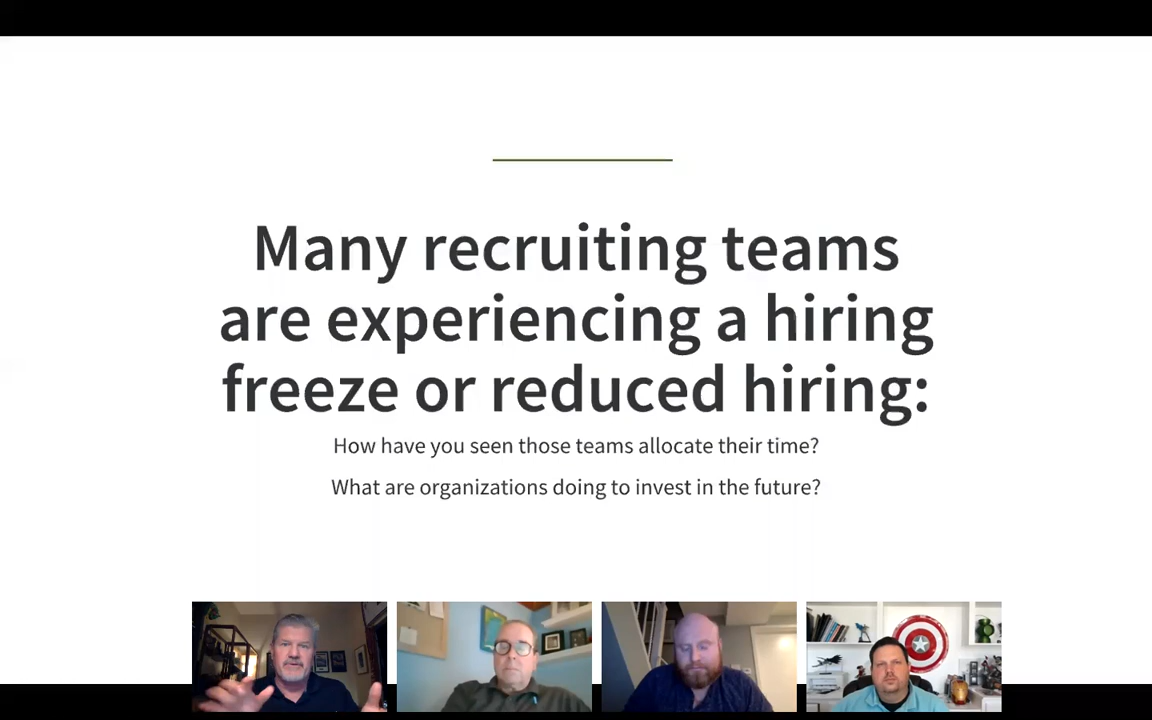 Many recruiting teams
are experiencing a hiring
freeze or reduced hiring:
How have you seen those teams allocate their time?
What are organizations doing to invest in the future?